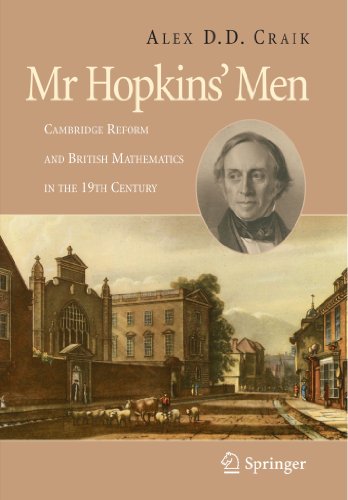 Alex D.D. Craik
Mr Hopkins' Men
Cambridge Reform
and British Mathematics
in the 19th Century
Springer